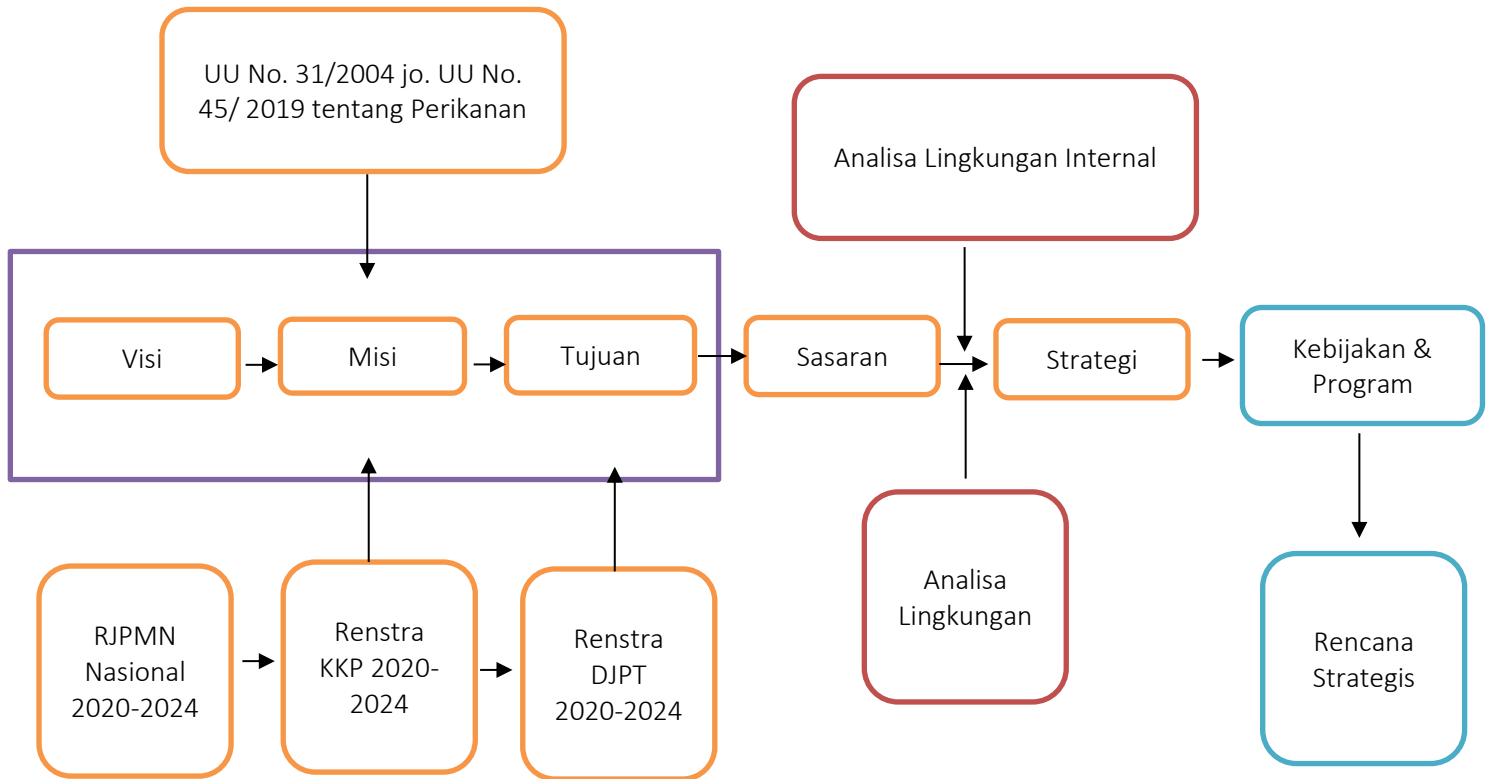 UU No. 31/2004 jo. UU No.
45/ 2019 tentang Perikanan
Analisa Lingkungan Internal
Visi
Misi
Tujuan
Sasaran
Strategi
Kebijakan &
Program
RJPMN
Nasional
2020-2024
Renstra
KKP 2020-
2024
Renstra
DJPT
2020-2024
Analisa
Lingkungan
Rencana
Strategis